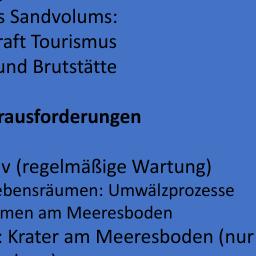 s Sandvolums:
raft Tourismus
und Brutstätte
rausforderungen
v (regelmäßige Wartung)
ebensräumen: Umwälzprozesse
men am Meeresboden
: Krater am Meeresboden (nur